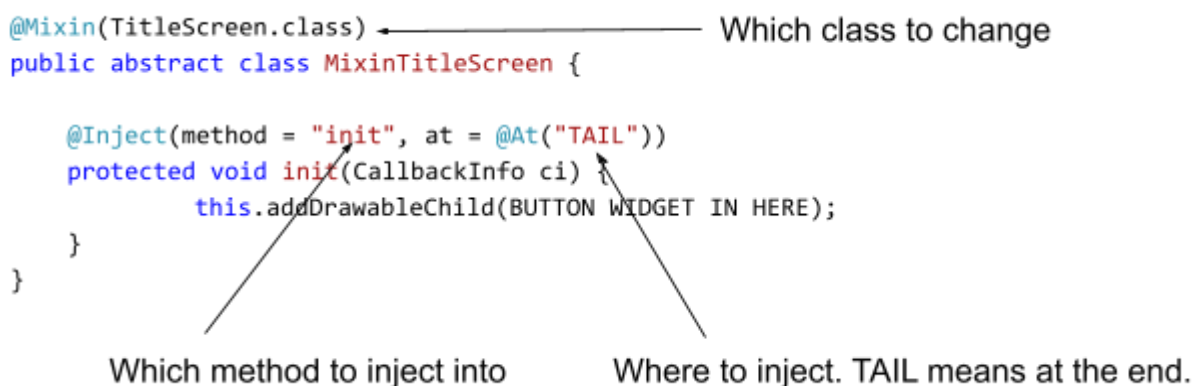 @Mixin(TitleScreen.class)
Which class to change
public abstract class MixinTitleScreen {
@Inject(method = "init", at = @At("TAIL"))
protected void init(CallbackInfo ci) {
this.addDrawableChild(BUTTON WIDGET IN HERE);
}
}
Which method to inject into
Where to inject. TAIL means at the end.